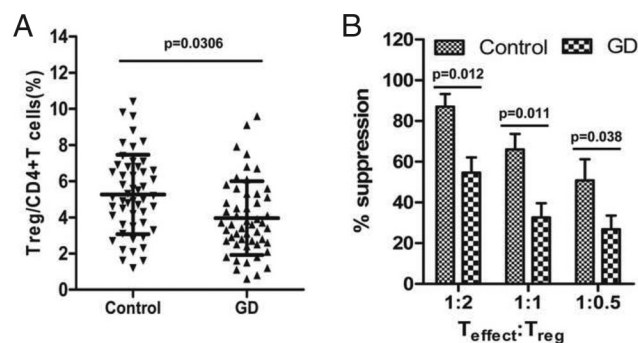 A
p=0.0306
Treg/CD4+T cells(%)
14
12
10
8
6
4
2
0
Control
GD
B
Control
GD
% suppression
120
100
80
60
40
20
0
p=0.012
p=0.011
p=0.038
1:2
1:1
1:0.5
Teffect:Treg